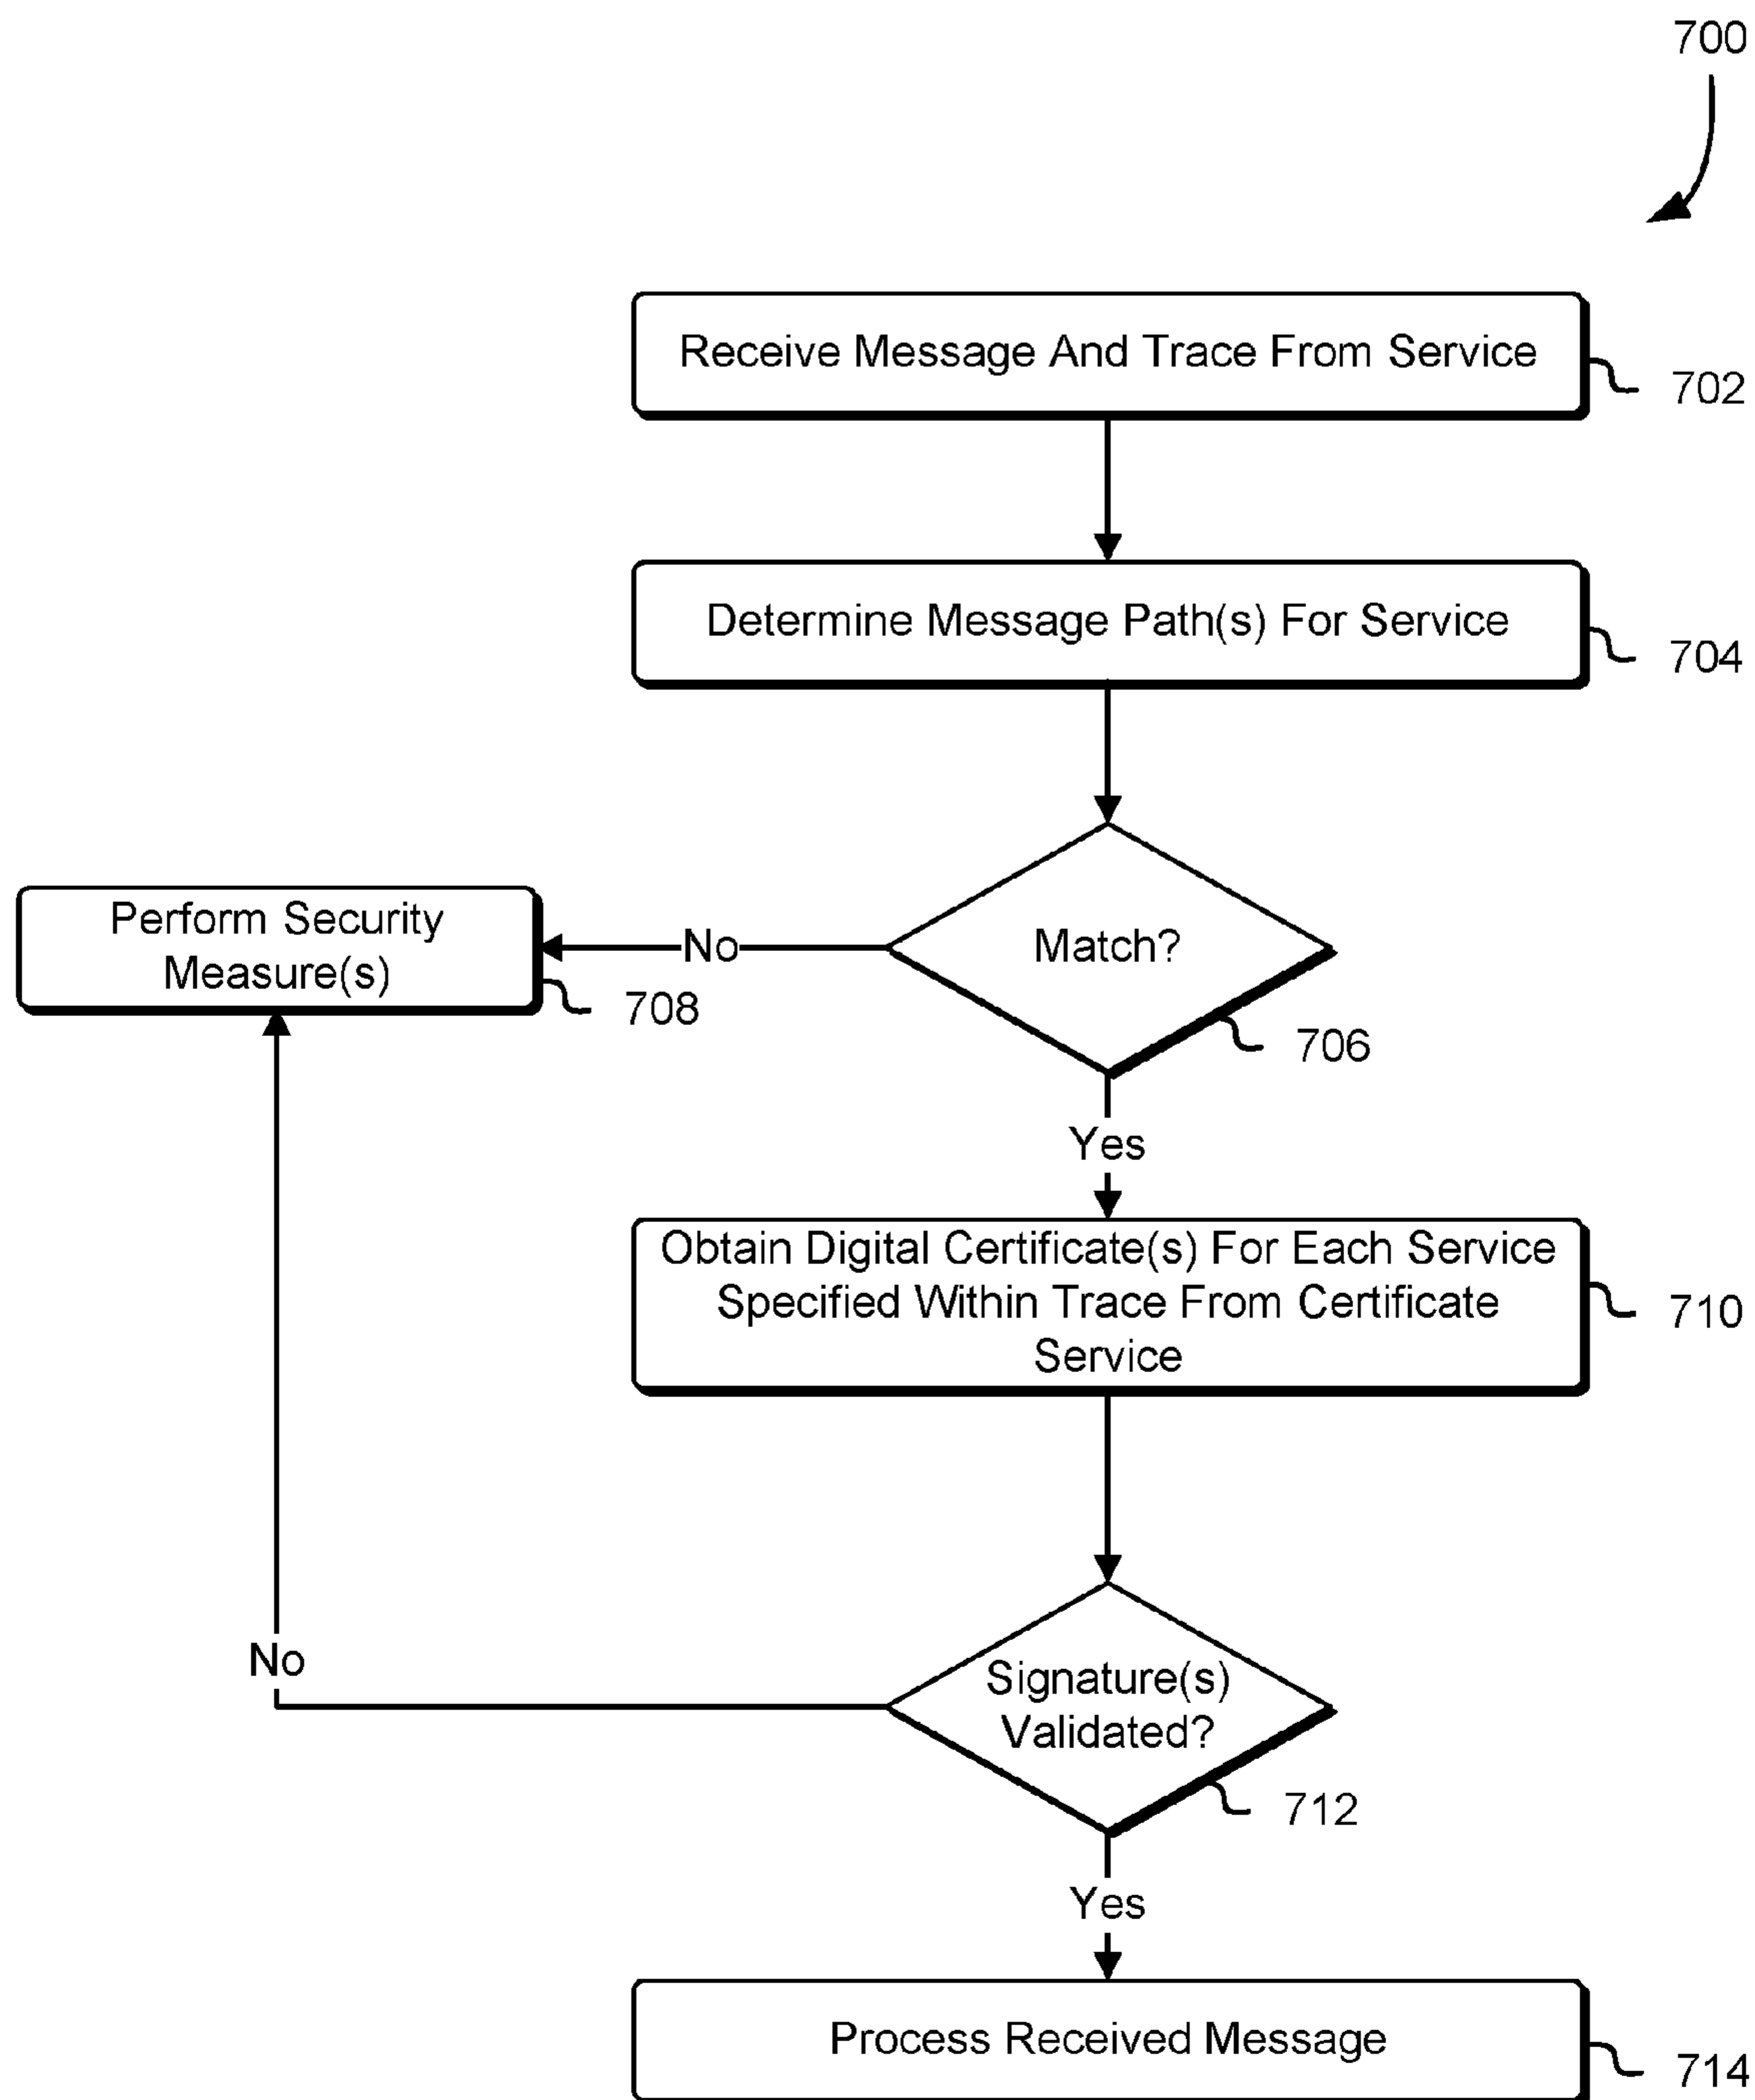 700
Receive Message And Trace From Service
702
Determine Message Path(s) For Service
704
Match?
706
No
Perform Security
Measure(s)
708
Yes
Obtain Digital Certificate(s) For Each Service
Specified Within Trace From Certificate
Service
710
Signature(s)
Validated?
712
No
Yes
Process Received Message
714